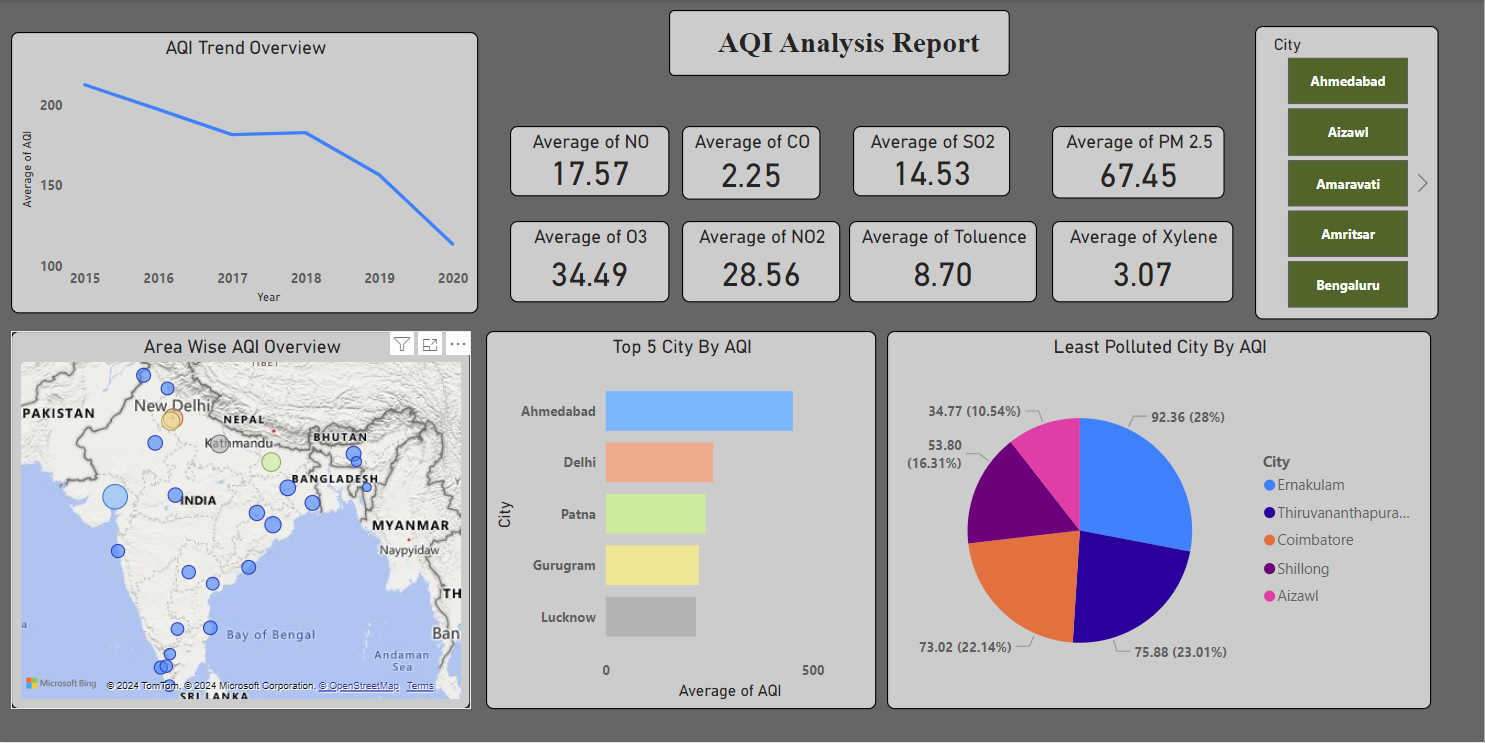 AQI Analysis Report
AQI Trend Overview
Average of AQI
200
150
100
2015 2016 2017 2018 2019 2020
Year
Average of NO
17.57
Average of CO
2.25
Average of SO2
14.53
Average of PM 2.5
67.45
Average of O3
34.49
Average of NO2
28.56
Average of Toluence
8.70
Average of Xylene
3.07
City
Ahmedabad
Aizawl
Amaravati
Amritsar
Bengaluru
Area Wise AQI Overview
TIBET
PAKISTAN
New Delhi
NEPAL
Kathmandu
BHUTAN
BANGLADESH
INDIA
MYANMAR
Naypyidaw
TH
Ban
a
Bay of Bengal
Andaman
Sea
SRI LANKA
Microsoft Bing
© 2024 TomTom, © 2024 Microsoft Corporation, © OpenStreetMap Terms
Top 5 City By AQI
City
Ahmedabad
Delhi
Patna
Gurugram
Lucknow
0 500
Average of AQI
Least Polluted City By AQI
34.77 (10.54%)
92.36 (28%)
53.80
(16.31%)
73.02 (22.14%)
75.88 (23.01%)
City
Ernakulam
Thiruvananthapura...
Coimbatore
Shillong
Aizawl